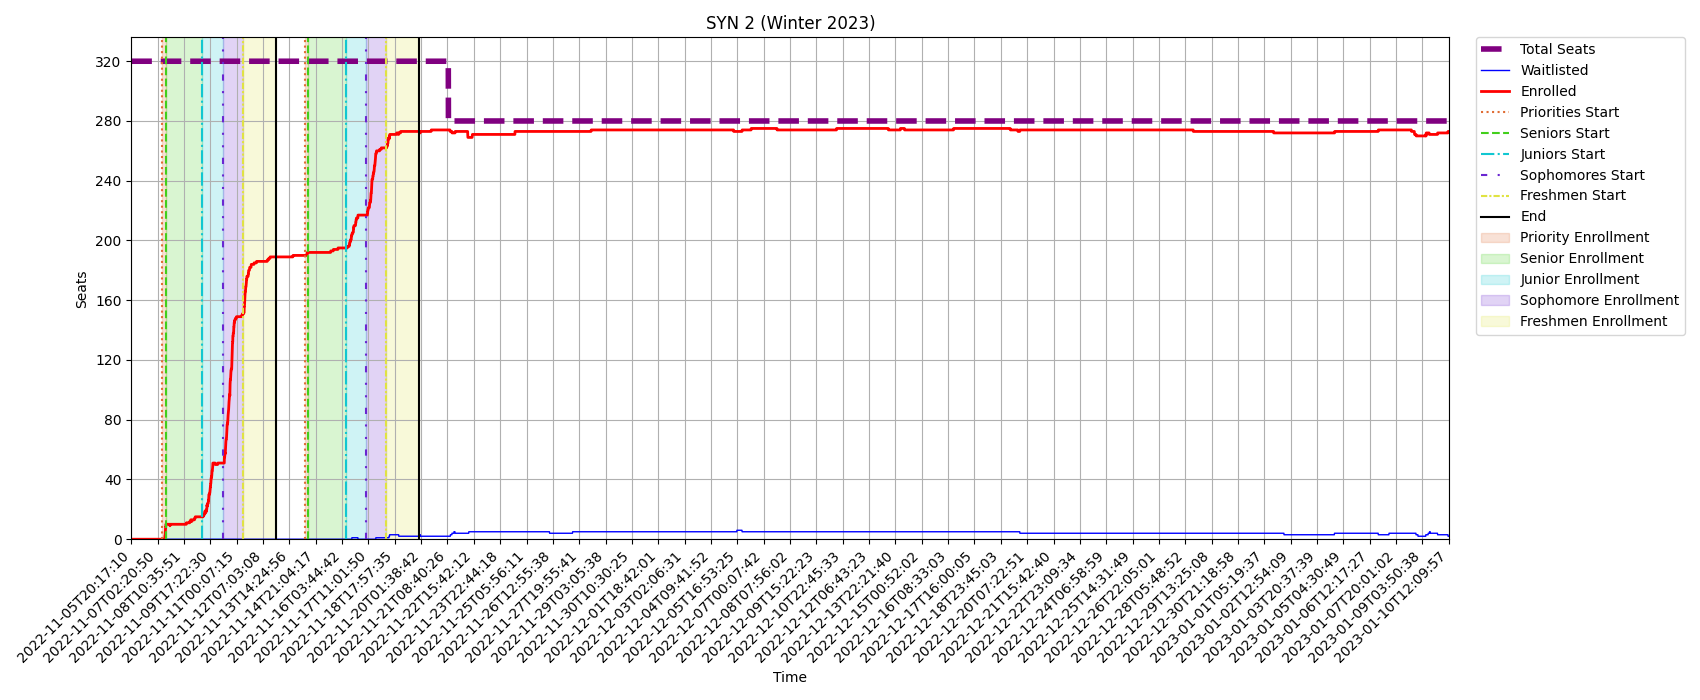 SYN 2 (Winter 2023)
Seats
320
280
240
200
160
120
80
40
0
2022-11-05T20:17:10
2022-11-07T02:20:50
2022-11-08T10:35:51
2022-11-09T17:22:30
2022-11-11T00:07:15
2022-11-12T07:03:08
2022-11-13T14:24:56
2022-11-14T21:04:17
2022-11-16T03:44:42
2022-11-17T11:01:50
2022-11-18T17:57:35
2022-11-20T01:38:42
2022-11-21T08:40:26
2022-11-22T15:42:12
2022-11-23T22:44:18
2022-11-25T05:56:11
2022-11-26T12:55:38
2022-11-27T19:55:41
2022-11-29T03:05:38
2022-11-30T10:30:25
2022-12-01T18:42:01
2022-12-03T02:06:31
2022-12-04T09:41:52
2022-12-05T16:53:25
2022-12-07T00:07:42
2022-12-08T07:56:02
2022-12-09T15:22:23
2022-12-10T22:45:33
2022-12-12T06:43:23
2022-12-13T22:21:40
2022-12-15T00:52:02
2022-12-16T08:33:03
2022-12-17T16:00:05
2022-12-18T23:45:03
2022-12-20T07:22:51
2022-12-21T15:42:40
2022-12-22T23:09:34
2022-12-24T06:58:59
2022-12-25T14:31:49
2022-12-26T22:05:01
2022-12-28T05:48:52
2022-12-29T13:25:08
2022-12-30T21:18:58
2023-01-01T05:19:37
2023-01-02T12:54:09
2023-01-03T20:37:39
2023-01-05T04:30:49
2023-01-06T12:17:27
2023-01-07T20:01:02
2023-01-09T03:50:38
2023-01-10T12:09:57
Time
Total Seats
Waitlisted
Enrolled
Priorities Start
Seniors Start
Juniors Start
Sophomores Start
Freshmen Start
End
Priority Enrollment
Senior Enrollment
Junior Enrollment
Sophomore Enrollment
Freshmen Enrollment